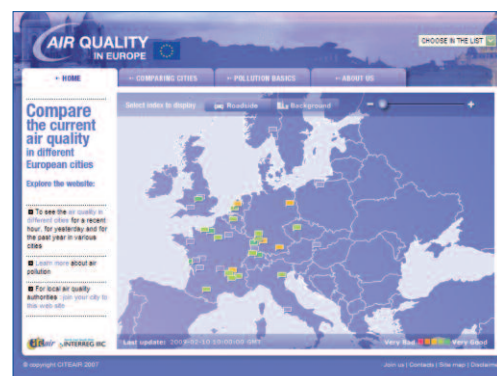 AIR QUALITY
IN EUROPE
CHOOSE IN THE LIST
HOME
COMPARING CITIES
POLLUTION BASICS
ABOUT US
Compare
the current
air quality
in different
European cities
Explore the website:
Select index to display
Roadside
Background
- +
To see the air quality in
different cities for a recent
hour, for yesterday and for
the past year in various
cities
Learn more about air
pollution
For local air quality
authorities : join your city to
this web site
INTERREG IIIC
Last update:
Very Bad
Very Good
© copyright CITEAIR 2007
Join us | Contacts | Site map | Disclaimer